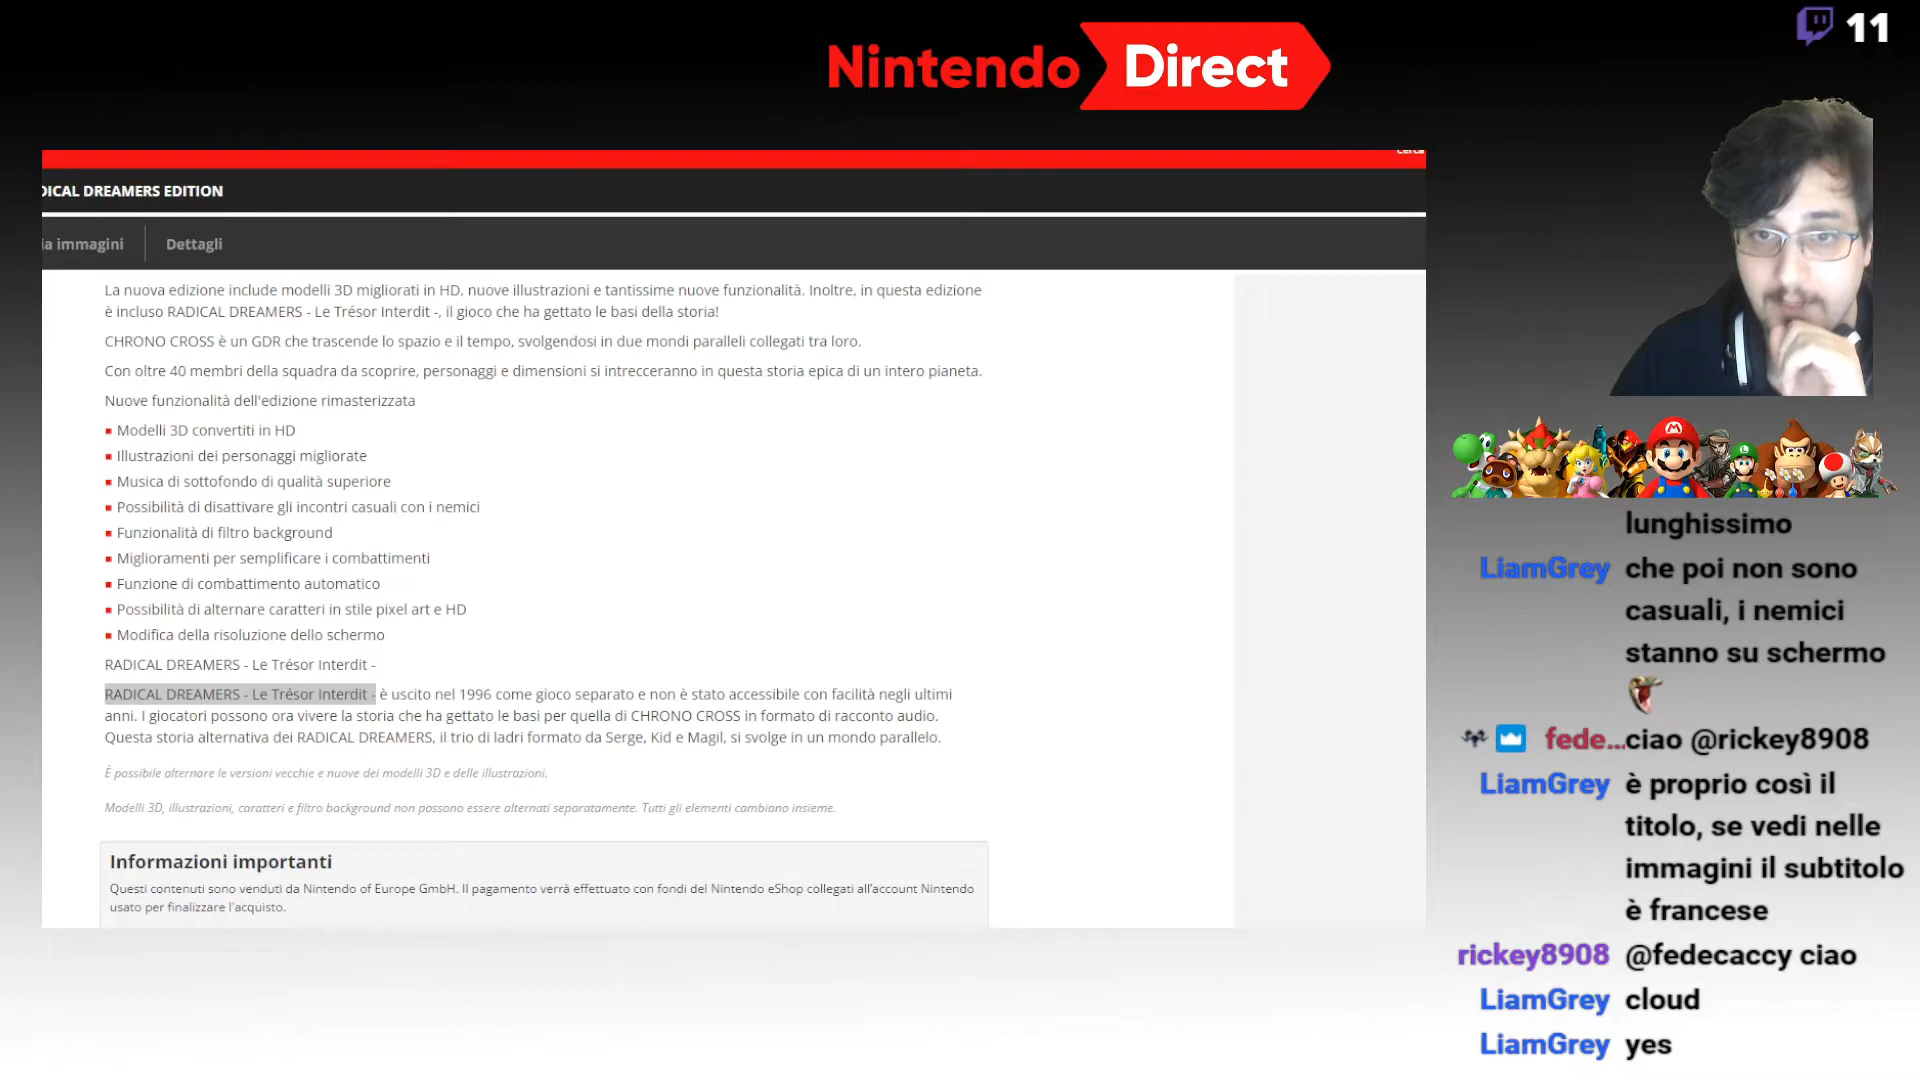 Nintendo Direct
11
DICAL DREAMERS EDITION
ia immagini
Dettagli
La nuova edizione include modelli 3D migliorati in HD, nuove illustrazioni e tantissime nuove funzionalità. Inoltre, in questa edizione
è incluso RADICAL DREAMERS - Le Trésor Interdit -, il gioco che ha gettato le basi della storia!
CHRONO CROSS è un GDR che trascende lo spazio e il tempo, svolgendosi in due mondi paralleli collegati tra loro.
Con oltre 40 membri della squadra da scoprire, personaggi e dimensioni si intrecceranno in questa storia epica di un intero pianeta.
Nuove funzionalità dell'edizione rimasterizzata
Modelli 3D convertiti in HD
Illustrazioni dei personaggi migliorate
Musica di sottofondo di qualità superiore
Possibilità di disattivare gli incontri casuali con i nemici
Funzionalità di filtro background
Miglioramenti per semplificare i combattimenti
Funzione di combattimento automatico
Possibilità di alternare caratteri in stile pixel art e HD
Modifica della risoluzione dello schermo
RADICAL DREAMERS - Le Trésor Interdit -
RADICAL DREAMERS - Le Trésor Interdit - è uscito nel 1996 come gioco separato e non è stato accessibile con facilità negli ultimi
anni. I giocatori possono ora vivere la storia che ha gettato le basi per quella di CHRONO CROSS in formato di racconto audio.
Questa storia alternativa dei RADICAL DREAMERS, il trio di ladri formato da Serge, Kid e Magil, si svolge in un mondo parallelo.
È possibile alternare le versioni vecchie e nuove dei modelli 3D e delle illustrazioni.
Modelli 3D, illustrazioni, caratteri e filtro background non possono essere alternati separatamente. Tutti gli elementi cambiano insieme.
Informazioni importanti
Questi contenuti sono venduti da Nintendo of Europe GmbH. Il pagamento verrà effettuato con fondi del Nintendo eShop collegati all'account Nintendo
usato per finalizzare l'acquisto.
lunghissimo
LiamGrey che poi non sono
casuali, i nemici
stanno su schermo
fede... ciao @rickey8908
LiamGrey è proprio così il
titolo, se vedi nelle
immagini il subtitolo
è francese
rickey8908 @fedecaccy ciao
LiamGrey cloud
LiamGrey yes